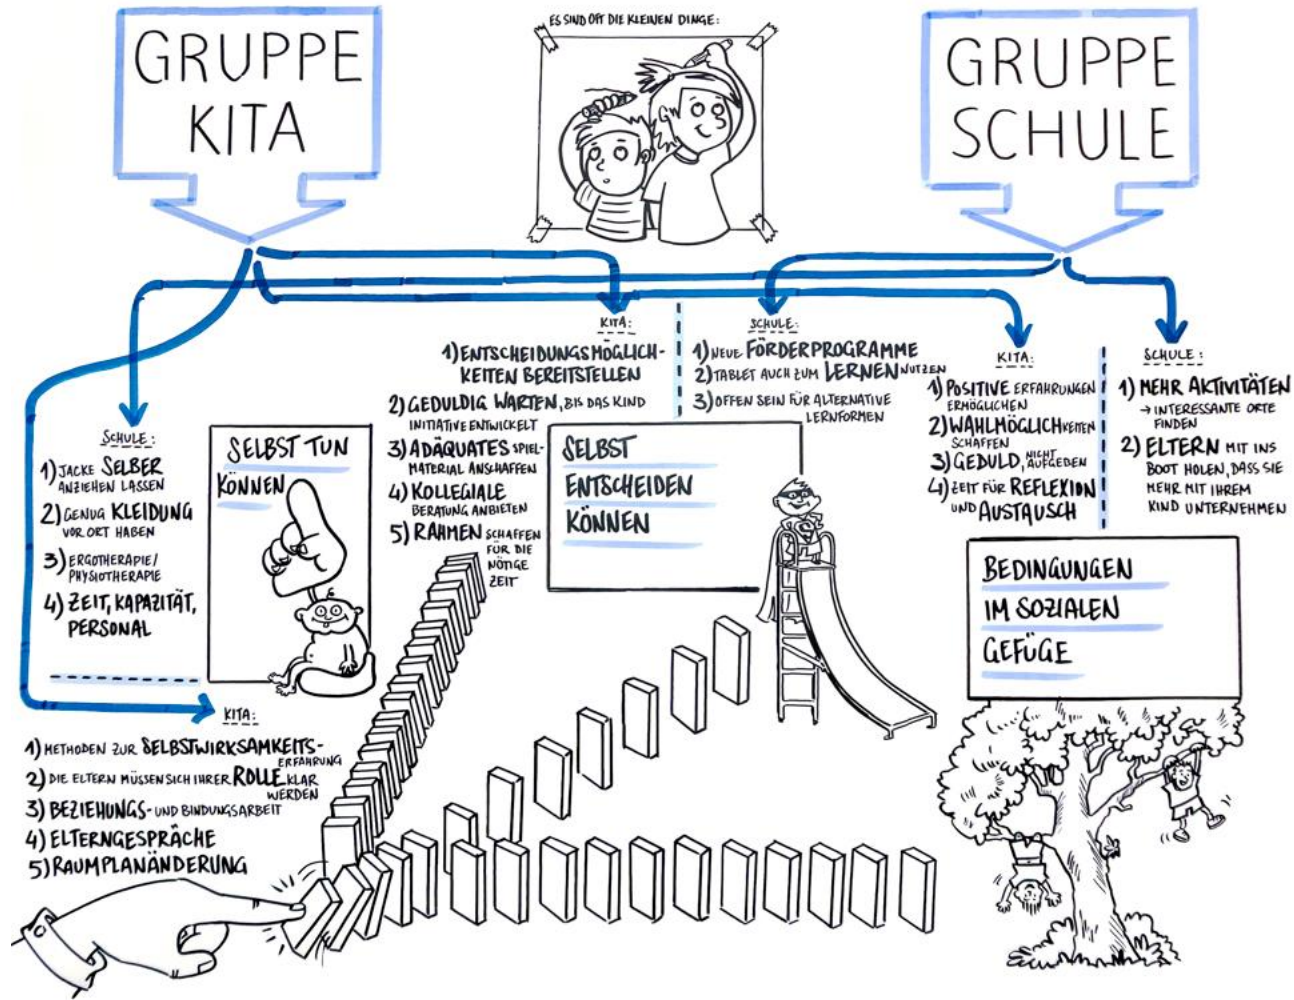 ES SIND OFT DIE KLEINEN DINGE:
GRUPPE
KITA
GRUPPE
SCHULE
SCHULE:
1) JACKE SELBER
ANZIEHEN LASSEN
2) GENUG KLEIDUNG
VOR ORT HABEN
3) ERGOTHERAPIE/
PHYSIOTHERAPIE
4) ZEIT, KAPAZITÄT,
PERSONAL
SELBST TUN
KÖNNEN
KITA:
1) METHODEN ZUR SELBSTWIRKSAMKEITS-
ERFAHRUNG
2) DIE ELTERN MÜSSEN SICH IHRER ROLLE KLAR
WERDEN
3) BEZIEHUNGS- UND BINDUNGSARBEIT
4) ELTERNGESPRÄCHE
5) RAUMPLANÄNDERUNG
KITA:
1) ENTSCHEIDUNGSMÖGLICH-
KEITEN BEREITSTELLEN
2) GEDULDIG WARTEN, BIS DAS KIND
INITIATIVE ENTWICKELT
3) ADÄQUATES SPIEL-
MATERIAL ANSCHAFFEN
4) KOLLEGIALE
BERATUNG ANBIETEN
5) RAHMEN SCHAFFEN
FÜR DIE
NÖTIGE
ZEIT
SCHULE:
1) NEUE FÖRDERPROGRAMME
2) TABLET AUCH ZUM LERNEN NUTZEN
3) OFFEN SEIN FÜR ALTERNATIVE
LERNFORMEN
SELBST
ENTSCHEIDEN
KÖNNEN
KITA:
1) POSITIVE ERFAHRUNGEN
ERMÖGLICHEN
2) WAHLMÖGLICHKEITEN
SCHAFFEN
3) GEDULD, NICHT
AUFGEBEN
4) ZEIT FÜR REFLEXION
UND AUSTAUSCH
SCHULE:
1) MEHR AKTIVITÄTEN
→ INTERESSANTE ORTE
FINDEN
2) ELTERN MIT INS
BOOT HOLEN, DASS SIE
MEHR MIT IHREM
KIND UNTERNEHMEN
BEDINGUNGEN
IM SOZIALEN
GEFÜGE